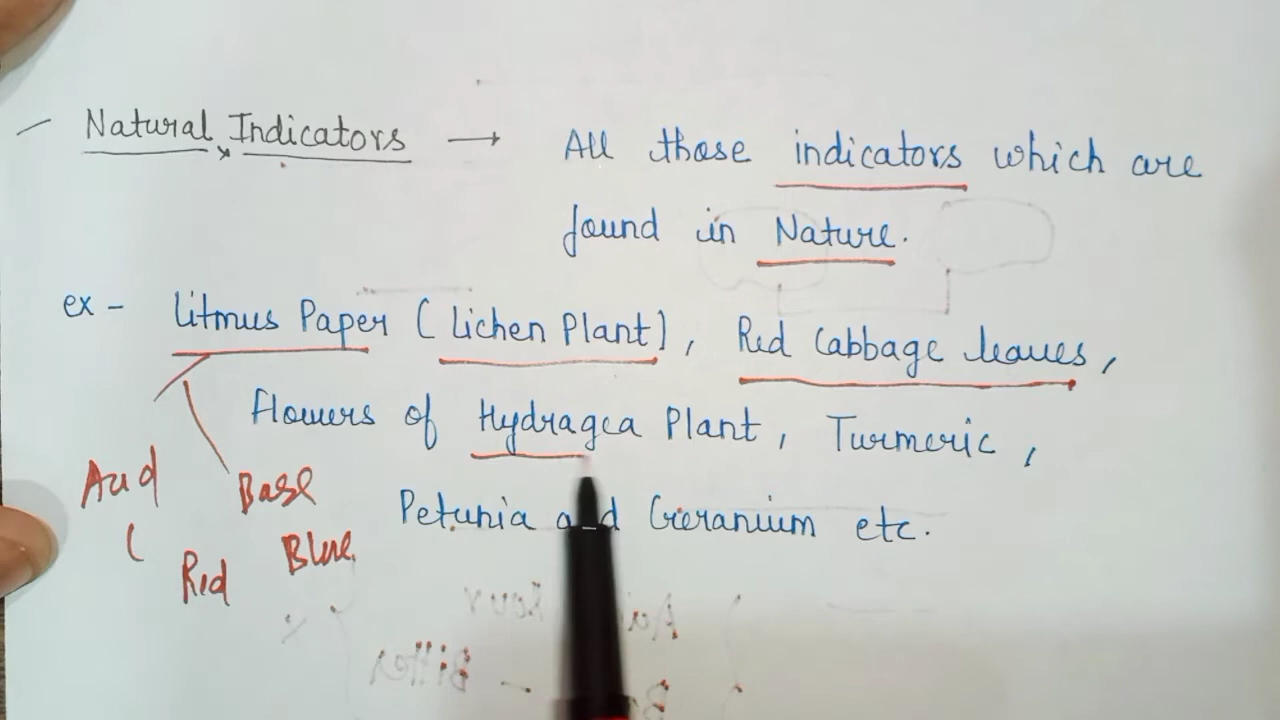 Natural Indicators → All those indicators which are
found in Nature.
ex - Litmus Paper (Lichen Plant), Red Cabbage leaves,
flowers of Hydragea Plant, Turmeric,
Petunia and Geranium etc.
Acid Base
Red Blue